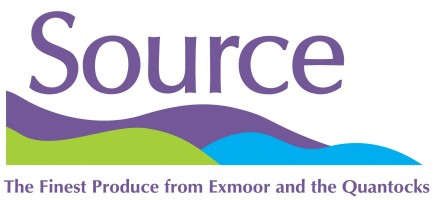 Source
The Finest Produce from Exmoor and the Quantocks